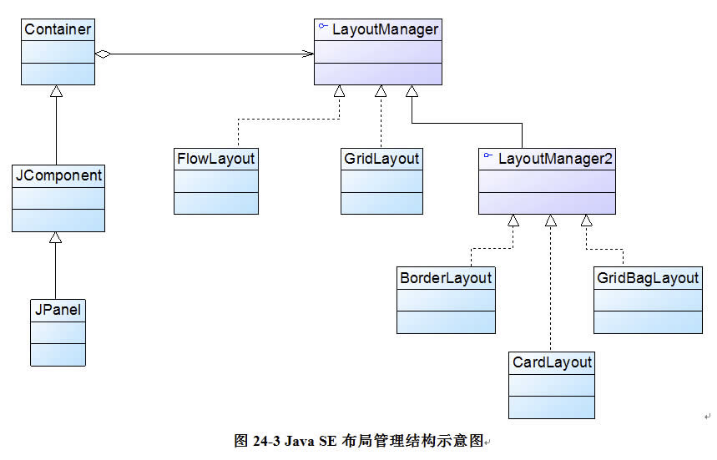 Container
LayoutManager
FlowLayout
GridLayout
LayoutManager2
JComponent
BorderLayout
GridBagLayout
JPanel
CardLayout
图 24-3 Java SE 布局管理结构示意图